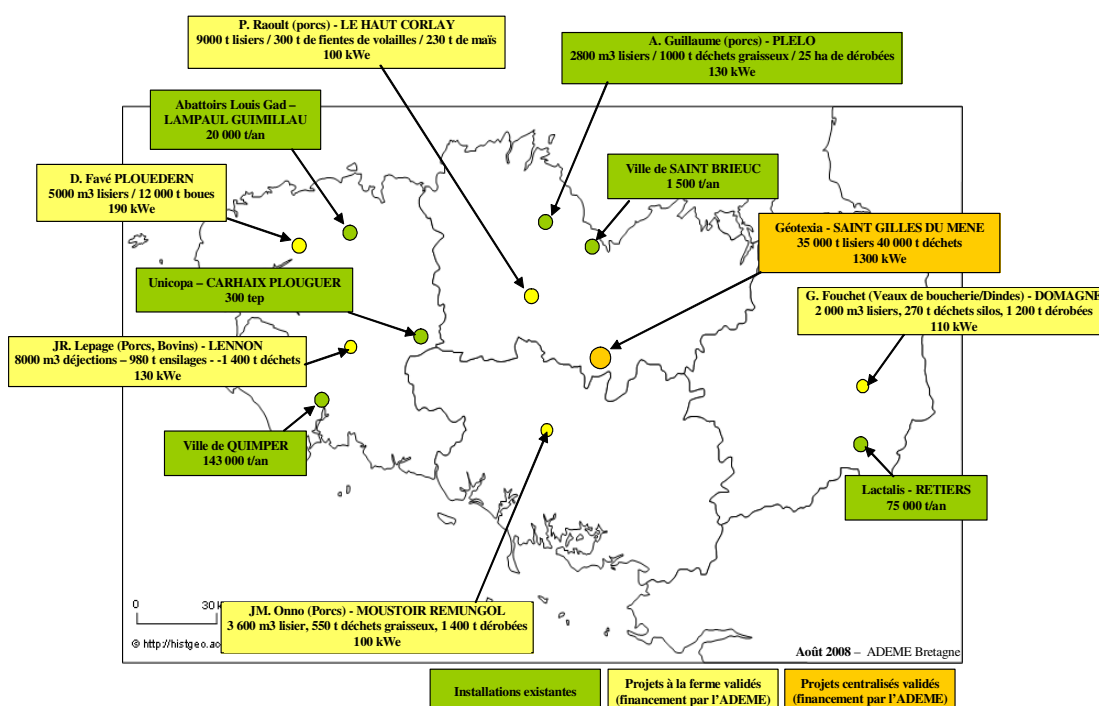 P. Raoult (porcs) - LE HAUT CORLAY
9000 t lisiers / 300 t de fientes de volailles / 230 t de maïs
100 kWe
A. Guillaume (porcs) - PLELO
2800 m3 lisiers / 1000 t déchets graisseux / 25 ha de dérobées
130 kWe
Abattoirs Louis Gad –
LAMPAUL GUIMILLAU
20 000 t/an
D. Favé PLOUEDERN
5000 m3 lisiers / 12 000 t boues
190 kWe
Ville de SAINT BRIEUC
1 500 t/an
Géotexia - SAINT GILLES DU MENE
35 000 t lisiers 40 000 t déchets
1300 kWe
Unicopa – CARHAIX PLOUGUER
300 tep
G. Fouchet (Veaux de boucherie/Dindes) - DOMAGNE
2 000 m3 lisiers, 270 t déchets silos, 1 200 t dérobées
110 kWe
JR. Lepage (Porcs, Bovins) - LENNON
8000 m3 déjections – 980 t ensilages - -1 400 t déchets
130 kWe
Ville de QUIMPER
143 000 t/an
Lactalis - RETIERS
75 000 t/an
0 30
JM. Onno (Porcs) - MOUSTOIR REMUNGOL
3 600 m3 lisier, 550 t déchets graisseux, 1 400 t dérobées
100 kWe
© http://histgeo.ac
Août 2008 – ADEME Bretagne
Installations existantes
Projets à la ferme validés
(financement par l'ADEME)
Projets centralisés validés
(financement par l'ADEME)